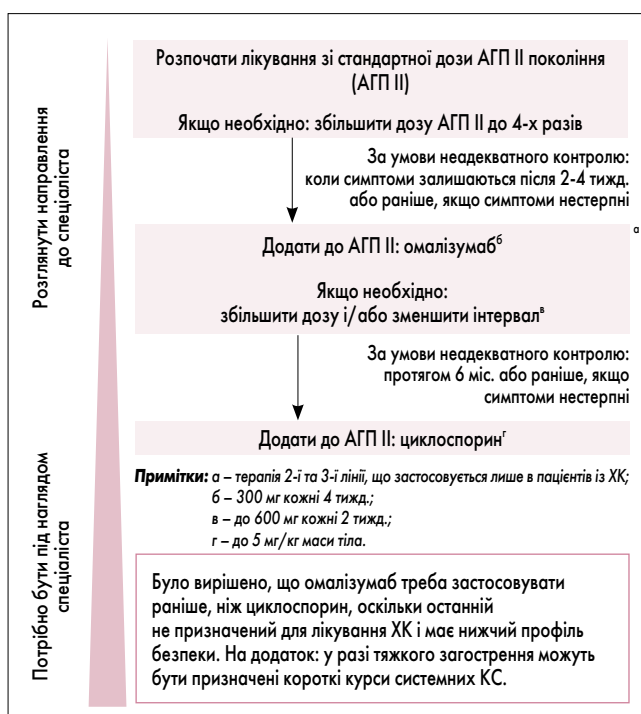 Розпочати лікування зі стандартної дози АГП II покоління
(АГП II)
Якщо необхідно: збільшити дозу АГП II до 4-х разів
За умови неадекватного контролю:
коли симптоми залишаються після 2-4 тижд.
або раніше, якщо симптоми нестерпні
Додати до АГП II: омалізумаб^б
а
Якщо необхідно:
збільшити дозу і/або зменшити інтервал^в
За умови неадекватного контролю:
протягом 6 міс. або раніше, якщо
симптоми нестерпні
Додати до АГП II: циклоспорин^г
Розглянути направлення
до спеціаліста
Потрібно бути під наглядом
спеціаліста
Примітки: а – терапія 2-ї та 3-ї лінії, що застосовується лише в пацієнтів із ХК;
б – 300 мг кожні 4 тижд.;
в – до 600 мг кожні 2 тижд.;
г – до 5 мг/кг маси тіла.
Було вирішено, що омалізумаб треба застосовувати
раніше, ніж циклоспорин, оскільки останній
не призначений для лікування ХК і має нижчий профіль
безпеки. На додаток: у разі тяжкого загострення можуть
бути призначені короткі курси системних КС.